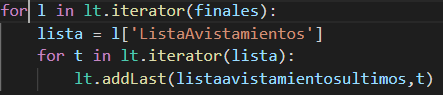 for l in lt.iterator(finales):
    lista = l['ListaAvistamientos']
    for t in lt.iterator(lista):
        lt.addLast(listaavistamientosultimos,t)